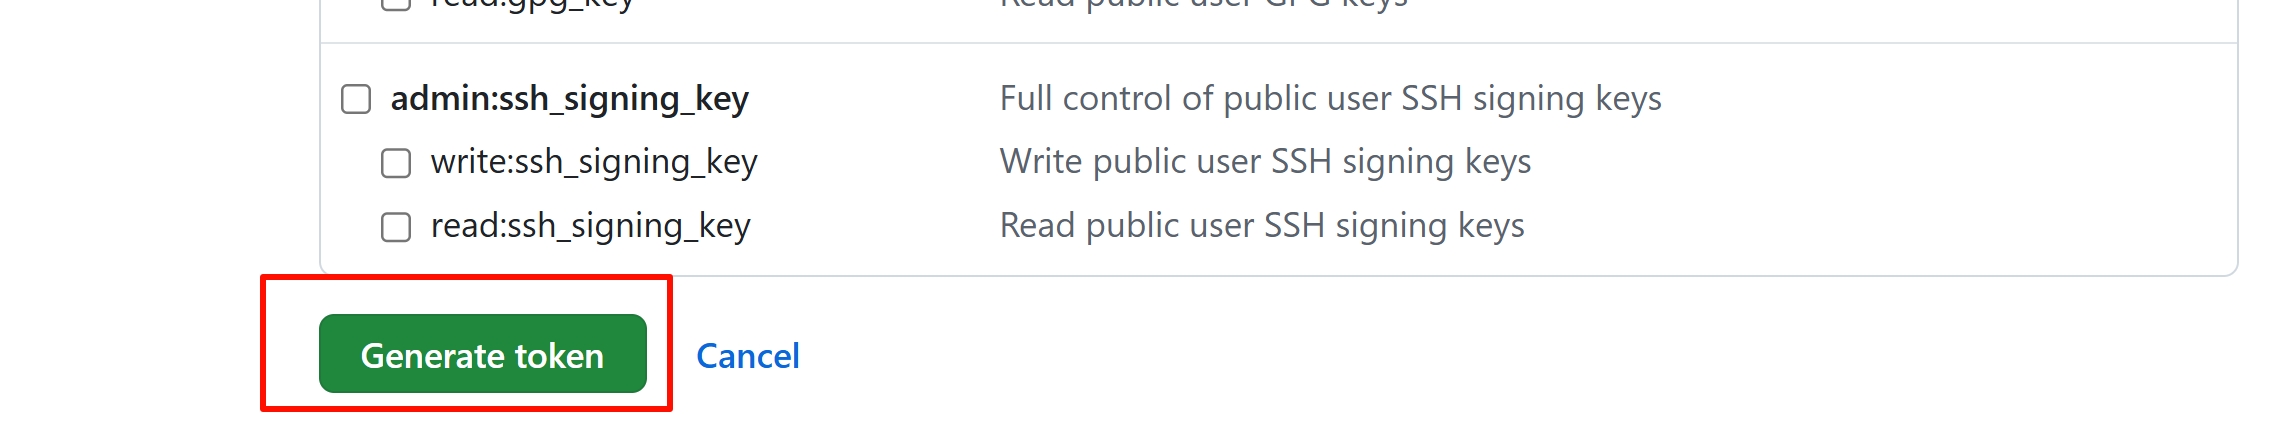 read:gpg_key Read public user GPG keys
admin:ssh_signing_key Full control of public user SSH signing keys
write:ssh_signing_key Write public user SSH signing keys
read:ssh_signing_key Read public user SSH signing keys
Generate token Cancel